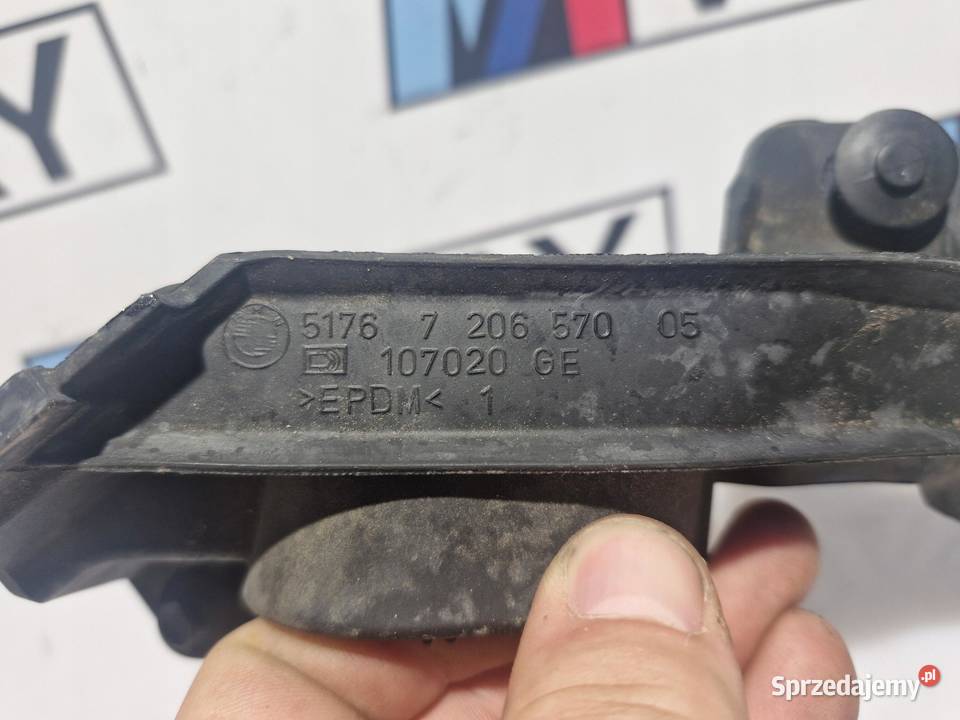 Y
M
Y
5176 7 206 570 05
D 107020 GE
>EPDM< 1
Sprzedajemy.pl